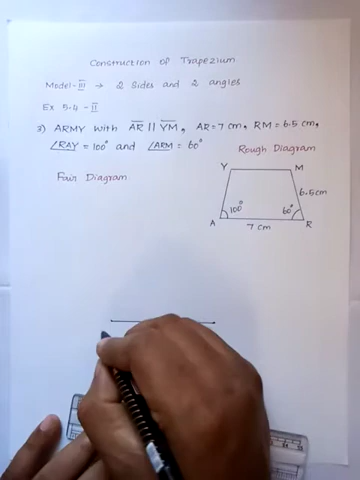 Construction of Trapezium
Model-III → 2 Sides and 2 angles
Ex 5.4 - II
3) ARMY with AR || YM, AR = 7 cm, RM = 6.5 cm,
∠RAY = 100° and ∠ARM = 60°
Rough Diagram
Fair Diagram
Y M
6.5cm
100° 60°
A R
7 cm